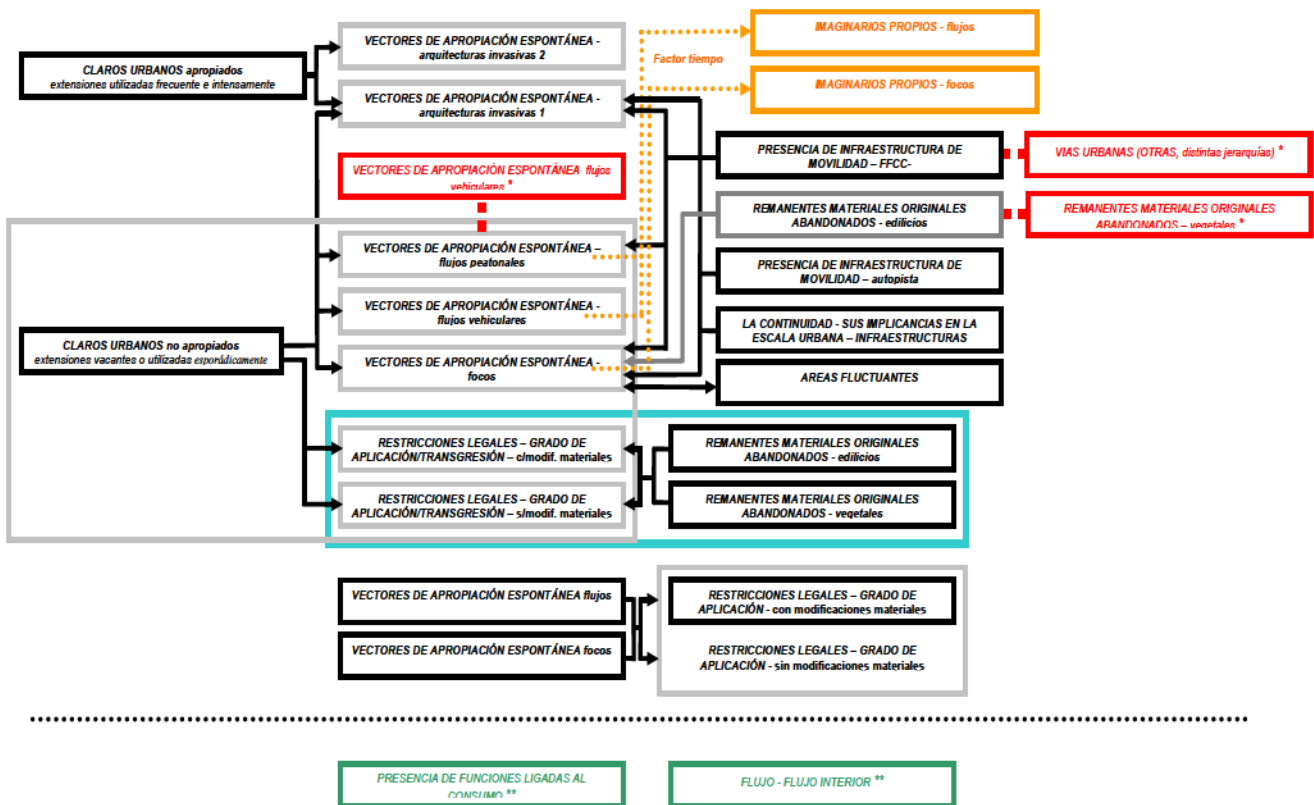 VECTORES DE APROPIACIÓN ESPONTÁNEA -
arquitecturas invasivas 2
IMAGINARIOS PROPIOS - flujos
Factor tiempo
CLAROS URBANOS apropiados
extensiones utilizadas frecuente e intensamente
VECTORES DE APROPIACIÓN ESPONTÁNEA -
arquitecturas invasivas 1
IMAGINARIOS PROPIOS - focos
PRESENCIA DE INFRAESTRUCTURA DE
MOVILIDAD – FFCC-
VIAS URBANAS (OTRAS, distintas jerarquías) *
VECTORES DE APROPIACIÓN ESPONTÁNEA flujos
vehiculares *
REMANENTES MATERIALES ORIGINALES
ABANDONADOS - edilicios
REMANENTES MATERIALES ORIGINALES
ABANDONADOS – vegetales *
VECTORES DE APROPIACIÓN ESPONTÁNEA –
flujos peatonales
PRESENCIA DE INFRAESTRUCTURA DE
MOVILIDAD – autopista
VECTORES DE APROPIACIÓN ESPONTÁNEA -
flujos vehiculares
LA CONTINUIDAD - SUS IMPLICANCIAS EN LA
ESCALA URBANA – INFRAESTRUCTURAS
CLAROS URBANOS no apropiados
extensiones vacantes o utilizadas esporádicamente
VECTORES DE APROPIACIÓN ESPONTÁNEA -
focos
AREAS FLUCTUANTES
RESTRICCIONES LEGALES – GRADO DE
APLICACIÓN/TRANSGRESIÓN – c/modif. materiales
REMANENTES MATERIALES ORIGINALES
ABANDONADOS - edilicios
RESTRICCIONES LEGALES – GRADO DE
APLICACIÓN/TRANSGRESIÓN – s/modif. materiales
REMANENTES MATERIALES ORIGINALES
ABANDONADOS - vegetales
VECTORES DE APROPIACIÓN ESPONTÁNEA flujos
RESTRICCIONES LEGALES – GRADO DE
APLICACIÓN - con modificaciones materiales
VECTORES DE APROPIACIÓN ESPONTÁNEA focos
RESTRICCIONES LEGALES – GRADO DE
APLICACIÓN - sin modificaciones materiales
PRESENCIA DE FUNCIONES LIGADAS AL
CONSUMO **
FLUJO - FLUJO INTERIOR **